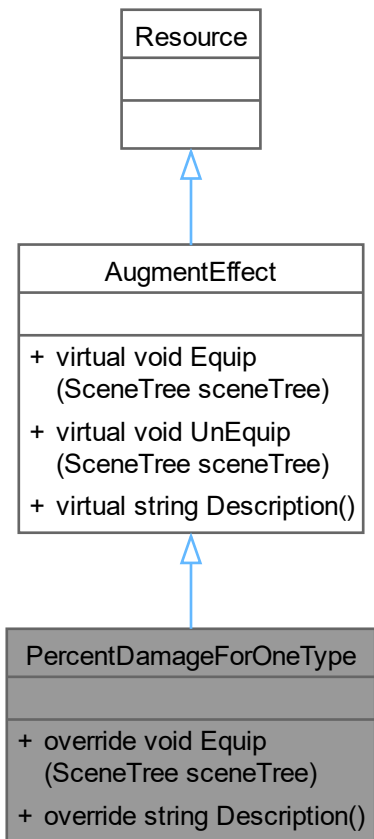 Resource
AugmentEffect
+ virtual void Equip
(SceneTree sceneTree)
+ virtual void UnEquip
(SceneTree sceneTree)
+ virtual string Description()
PercentDamageForOneType
+ override void Equip
(SceneTree sceneTree)
+ override string Description()